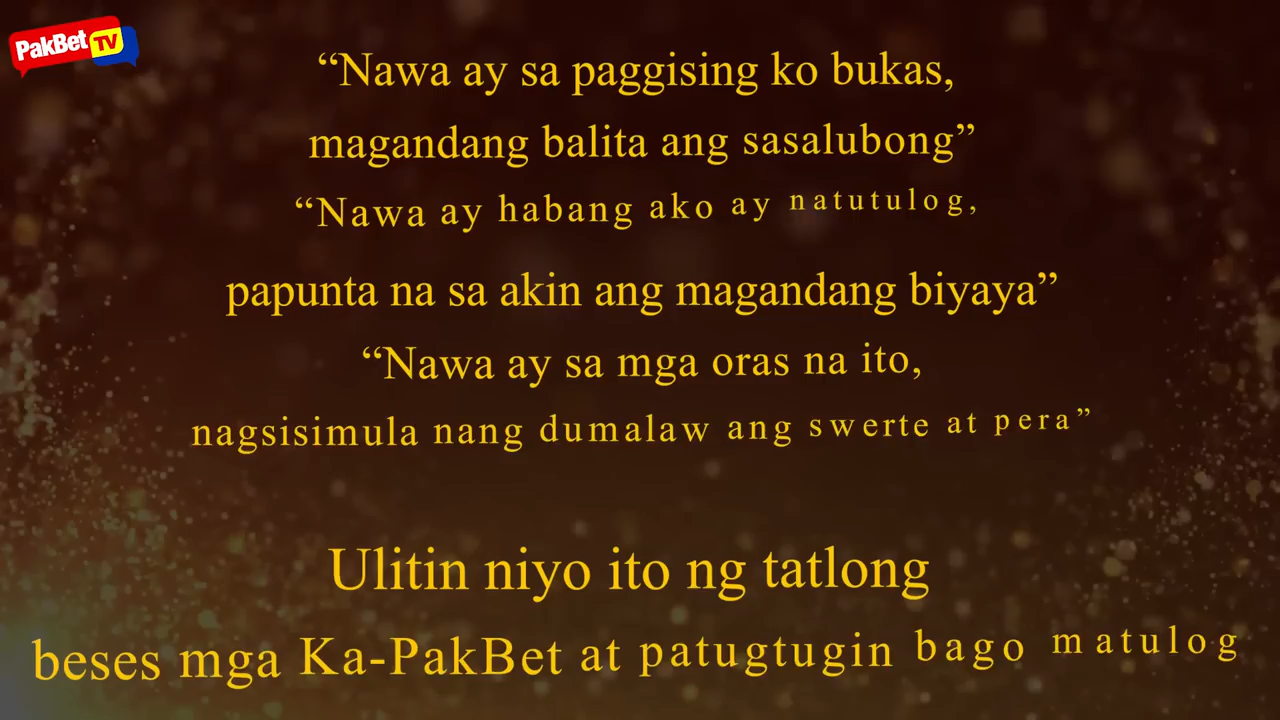 PakBet TV
“Nawa ay sa paggising ko bukas,
magandang balita ang sasalubong”
“Nawa ay habang ako ay natutulog,
papunta na sa akin ang magandang biyaya”
“Nawa ay sa mga oras na ito,
nagsisimula nang dumalaw ang swerte at pera”
Ulitin niyo ito ng tatlong
beses mga Ka-PakBet at patugtugin bago matulog